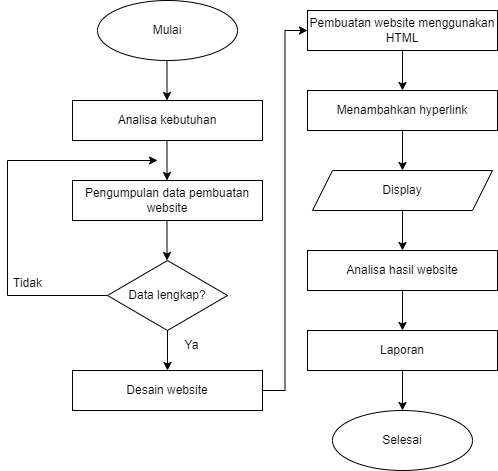 Mulai
Analisa kebutuhan
Pengumpulan data pembuatan
website
Data lengkap?
Tidak
Ya
Desain website
Pembuatan website menggunakan
HTML
Menambahkan hyperlink
Display
Analisa hasil website
Laporan
Selesai